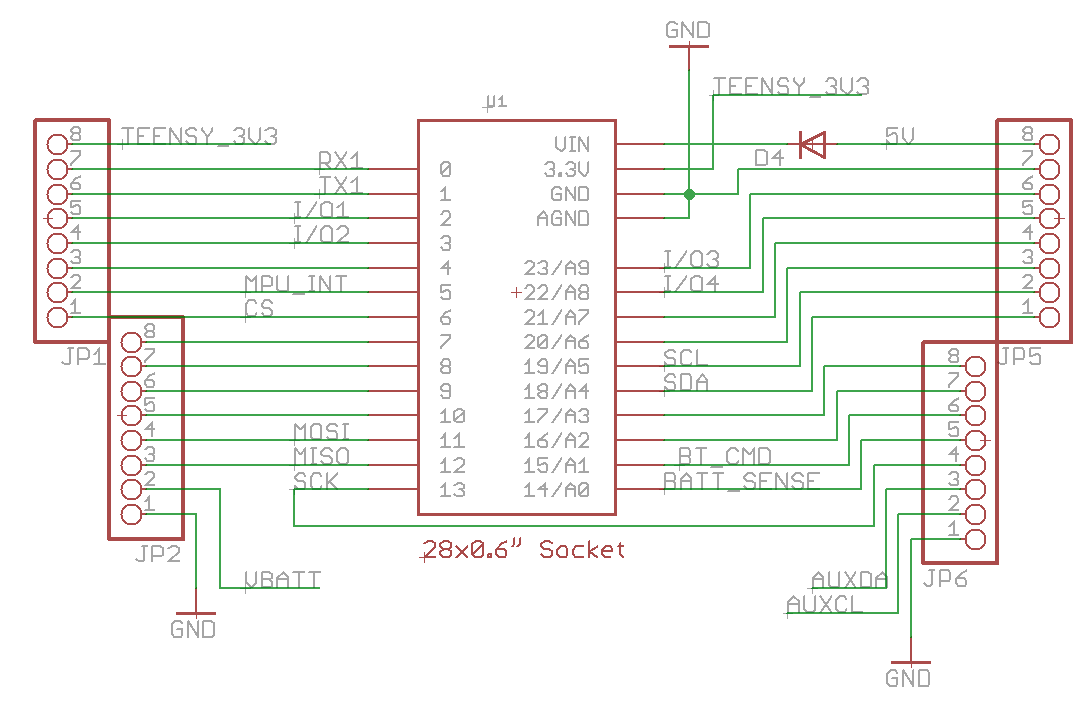 GND
TEENSY_3V3
µ1
8 TEENSY_3V3 VIN D4 5V 8
7 RX1 0 3.3V 7
6 TX1 1 GND 6
5 I/O1 2 AGND 5
4 I/O2 3 4
3 4 23/A9 I/O3 3
2 MPU_INT 5 22/A8 I/O4 2
1 CS 6 21/A7 1
8 7 20/A6
JP1 JP5
7 8 19/A5 SCL 8
6 9 18/A4 SDA 7
5 10 17/A3 6
4 MOSI 11 16/A2 5
3 MISO 12 15/A1 BT_CMD 4
2 SCK 13 14/A0 BATT_SENSE 3
1 2
1
JP2 28x0.6" Socket
VBATT AUXDA JP6
AUXCL
GND
GND